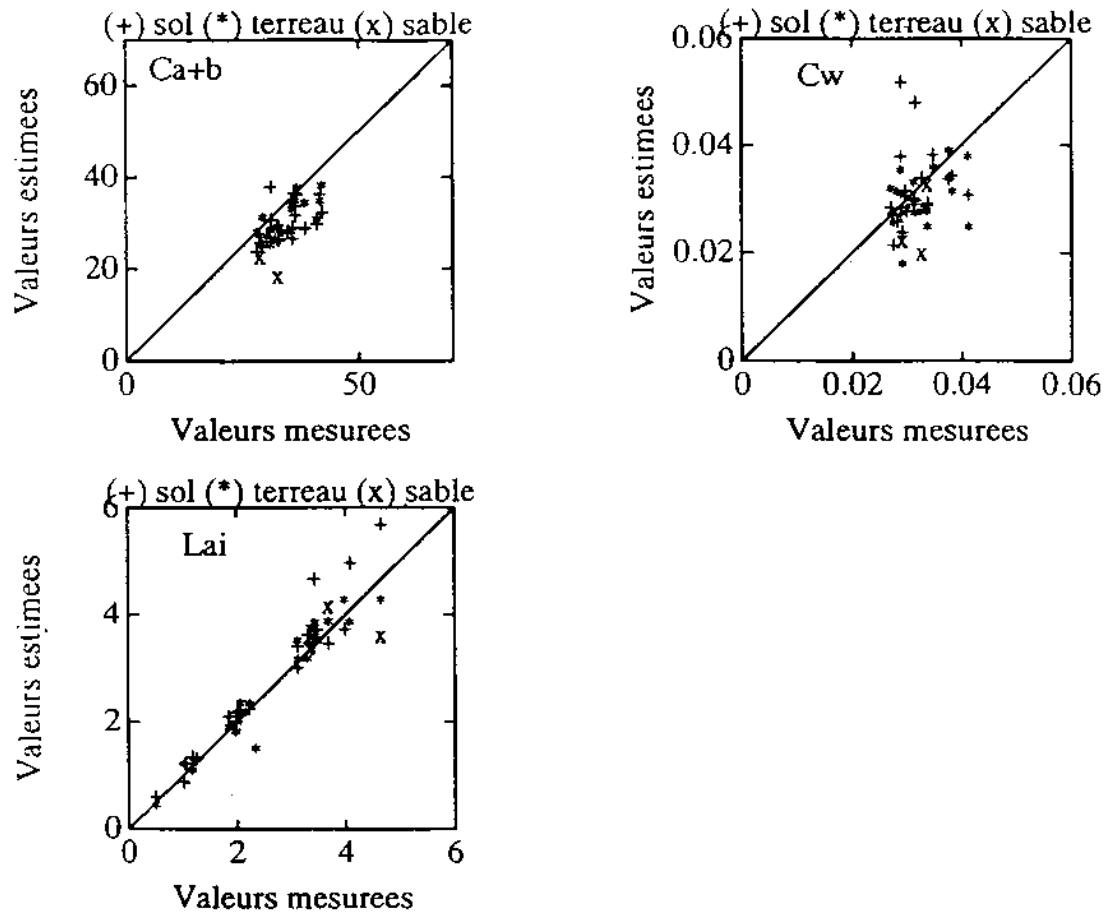 (+) sol (*) terreau (x) sable
Ca+b
60
40
20
0
0 50
Valeurs estimees
Valeurs mesurees
(+) sol (*) terreau (x) sable
Cw
0.06
0.04
0.02
0
0 0.02 0.04 0.06
Valeurs estimees
Valeurs mesurees
(+) sol (*) terreau (x) sable
Lai
6
4
2
0
0 2 4 6
Valeurs estimees
Valeurs mesurees